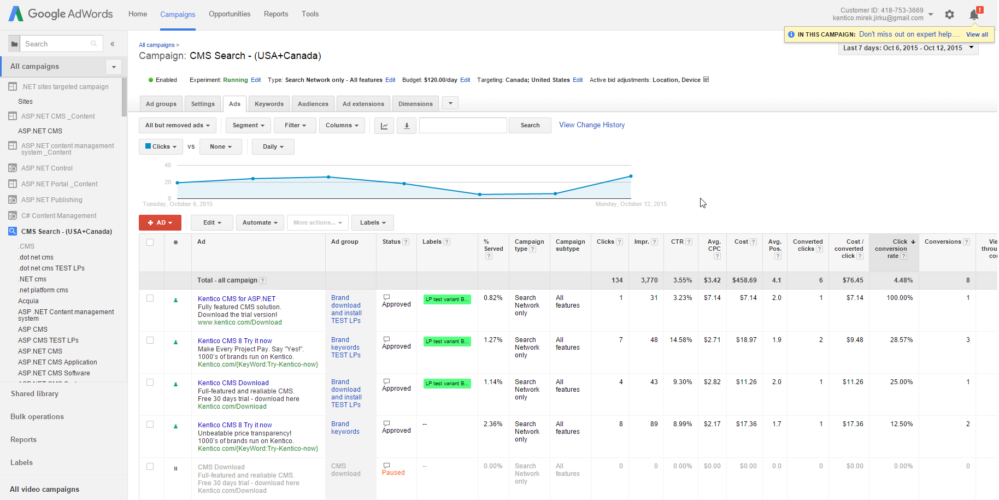 Google AdWords
Home Campaigns Opportunities Reports Tools
Customer ID: 418-753-3669
kentico.mirek.jirku@gmail.com
!
IN THIS CAMPAIGN: Don't miss out on expert help.... View all
Search «
All campaigns >
Campaign: CMS Search - (USA+Canada)
Last 7 days: Oct 6, 2015 - Oct 12, 2015
Enabled Experiment: Running Edit Type: Search Network only - All features Edit Budget: $120.00/day Edit Targeting: Canada; United States Edit Active bid adjustments: Location, Device
Ad groups Settings Ads Keywords Audiences Ad extensions Dimensions
All but removed ads Segment Filter Columns Search View Change History
Clicks vs None Daily
40
20
0
Tuesday, October 6, 2015 Monday, October 12, 2015
+ AD Edit Automate More actions... Labels
All campaigns
.NET sites targeted campaign
Sites
ASP.NET CMS _Content
ASP.NET CMS
ASP.NET content management
system _Content
ASP.NET Control
ASP.NET Portal _Content
ASP.NET Publishing
C# Content Management
CMS Search - (USA+Canada)
.CMS
.dot net cms
.dot net cms TEST LPs
.NET cms
.net platform cms
Acquia
ASP .NET Content management
system
ASP CMS
ASP CMS TEST LPs
ASP.NET CMS
ASP.NET CMS Application
ASP.NET CMS Software
Shared library
Bulk operations
Reports
Labels
All video campaigns
Ad Ad group Status ? Labels ? % Served ? Campaign type ? Campaign subtype Clicks ? Impr. ? CTR ? Avg. CPC ? Cost ? Avg. Pos. ? Converted clicks ? Cost / converted click ? Click conversion rate ? Conversions ?
Total - all campaign ? 134 3,770 3.55% $3.42 $458.69 4.1 6 $76.45 4.48% 8
Kentico CMS for ASP.NET
Fully featured CMS solution.
Download the trial version!
www.kentico.com/Download
Brand
download
and install
TEST LPs
Approved
LP test variant B...
0.82%
Search
Network
only
All
features
1 31 3.23% $7.14 $7.14 2.0 1 $7.14 100.00% 1
Kentico CMS 8 Try it now
Make Every Project Pay. Say "Yes!".
1000's of brands run on Kentico.
Kentico.com/{KeyWord:Try-Kentico-now}
Brand
keywords
TEST LPs
Approved
LP test variant B...
1.27%
Search
Network
only
All
features
7 48 14.58% $2.71 $18.97 1.9 2 $9.48 28.57% 3
Kentico CMS Download
Full-featured and realiable CMS.
Free 30 days trial - download here
Kentico.com/Download
Brand
download
and install
TEST LPs
Approved
LP test variant B...
1.14%
Search
Network
only
All
features
4 43 9.30% $2.82 $11.26 2.0 1 $11.26 25.00% 1
Kentico CMS 8 Try it now
Unbeatable price transparency!
1000's of brands run on Kentico.
Kentico.com/{KeyWord:Try-Kentico-now}
Brand
keywords
Approved
--
2.36%
Search
Network
only
All
features
8 89 8.99% $2.17 $17.36 1.7 1 $17.36 12.50% 2
CMS Download
Full-featured and realiable CMS.
Free 30 days trial - download here
Kentico.com/Download
CMS
download
Paused
--
0.00%
Search
Network
only
All
features
0 0 0.00% $0.00 $0.00 0.0 0 $0.00 0.00% 0